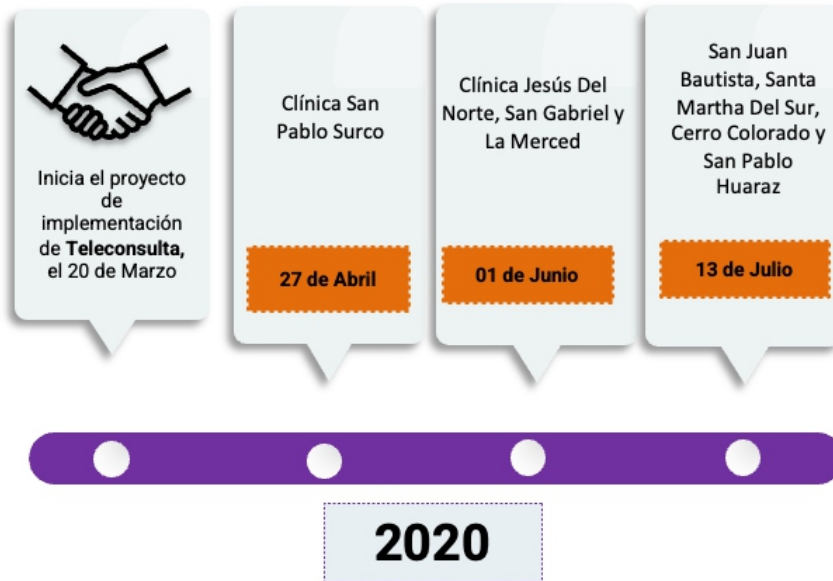 Inicia el proyecto
de
implementación
de Teleconsulta,
el 20 de Marzo
Clínica San
Pablo Surco
27 de Abril
Clínica Jesús Del
Norte, San Gabriel y
La Merced
01 de Junio
San Juan
Bautista, Santa
Martha Del Sur,
Cerro Colorado y
San Pablo
Huaraz
13 de Julio
2020